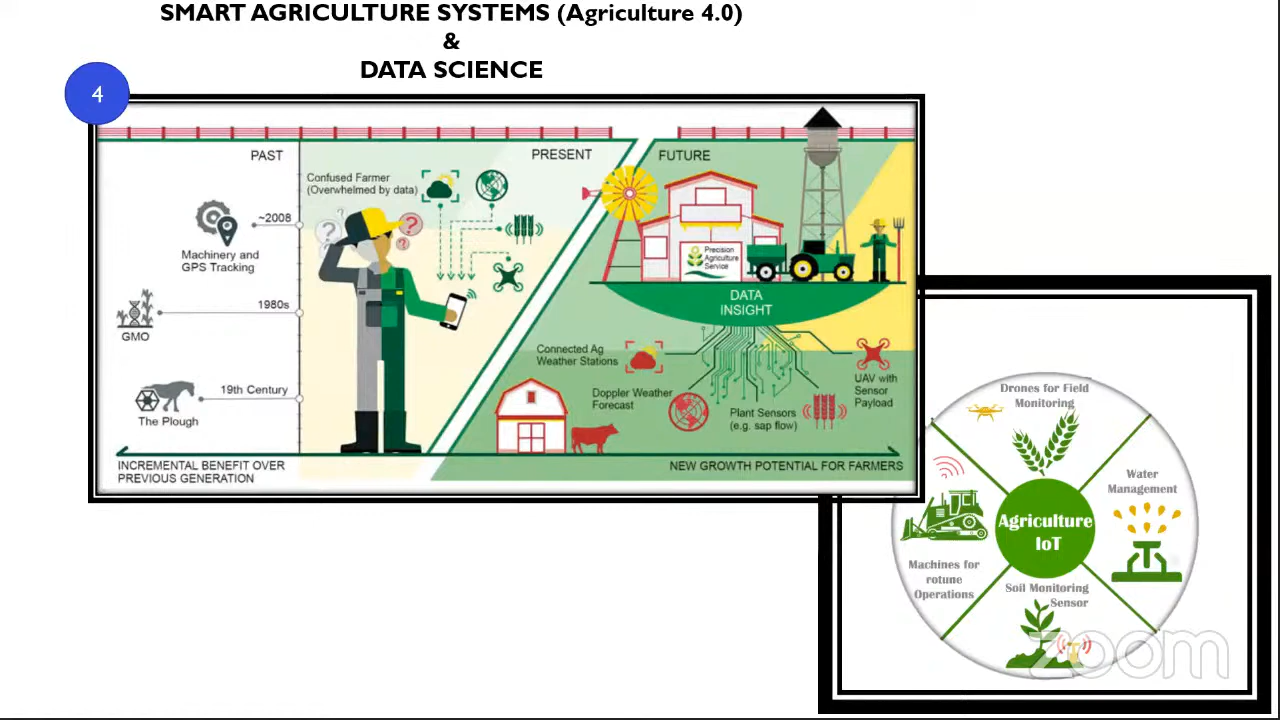 SMART AGRICULTURE SYSTEMS (Agriculture 4.0)
&
DATA SCIENCE
4
PAST
~2008
Machinery and
GPS Tracking
1980s
GMO
19th Century
The Plough
INCREMENTAL BENEFIT OVER
PREVIOUS GENERATION
PRESENT
Confused Farmer
(Overwhelmed by data)
? ? ? ?
FUTURE
Precision
Agriculture
Service
DATA
INSIGHT
Connected Ag
Weather Stations
Doppler Weather
Forecast
Plant Sensors
(e.g. sap flow)
UAV with
Sensor
Payload
NEW GROWTH POTENTIAL FOR FARMERS
Drones for Field
Monitoring
Water
Management
Agriculture
IoT
Machines for
rotune
Operations
Soil Monitoring
Sensor
zoom